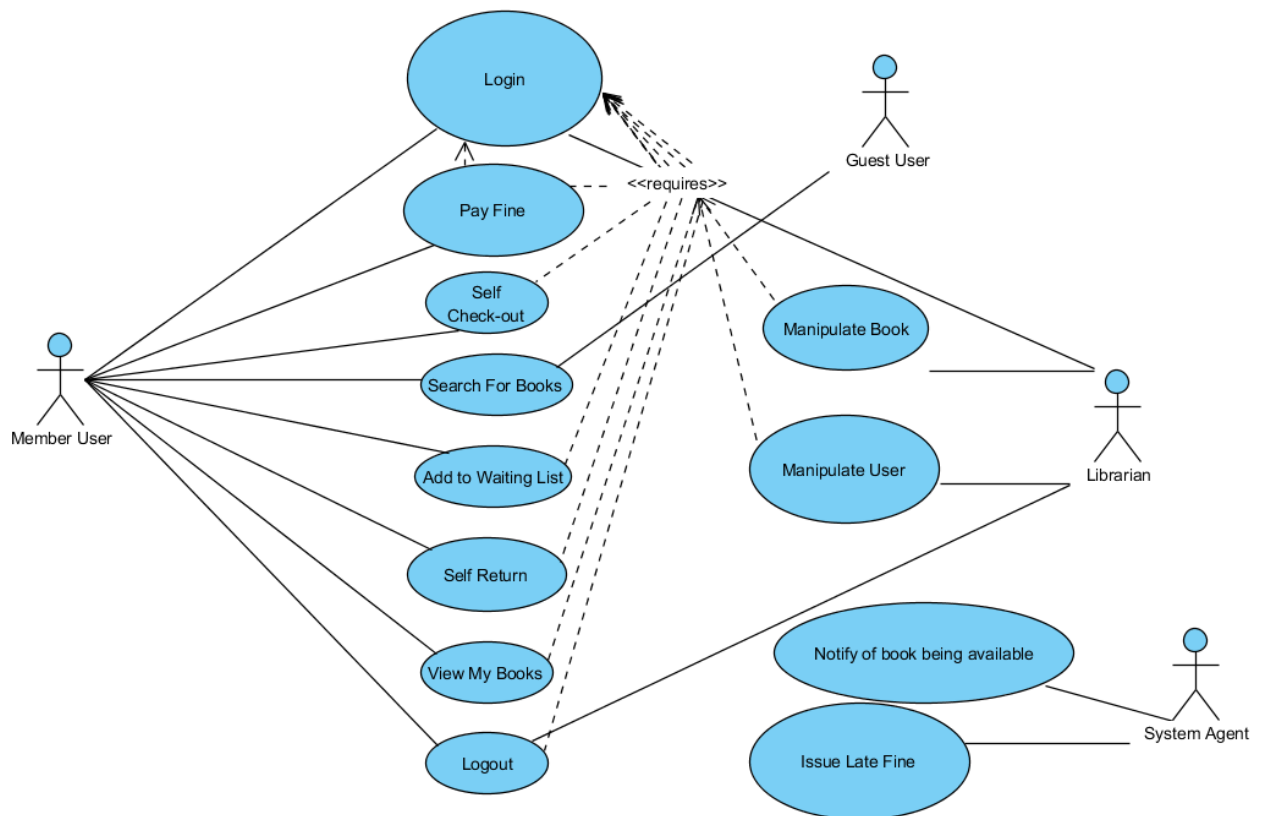 Login
Guest User
<<requires>>
Pay Fine
Self
Check-out
Manipulate Book
Search For Books
Member User
Add to Waiting List
Manipulate User
Librarian
Self Return
Notify of book being available
View My Books
System Agent
Logout
Issue Late Fine